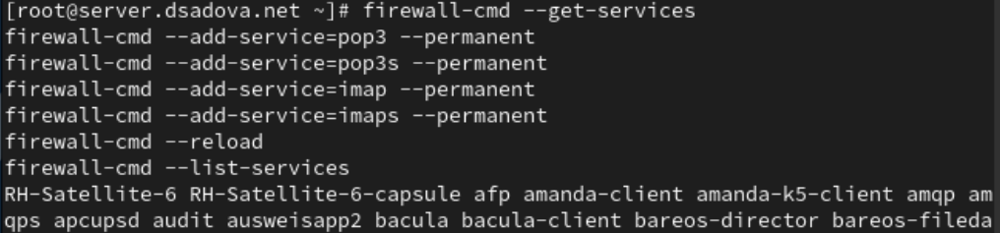 [root@server.dsadova.net ~]# firewall-cmd --get-services
firewall-cmd --add-service=pop3 --permanent
firewall-cmd --add-service=pop3s --permanent
firewall-cmd --add-service=imap --permanent
firewall-cmd --add-service=imaps --permanent
firewall-cmd --reload
firewall-cmd --list-services
RH-Satellite-6 RH-Satellite-6-capsule afp amanda-client amanda-k5-client amqp am
qps apcupsd audit ausweisapp2 bacula bacula-client bareos-director bareos-fileda